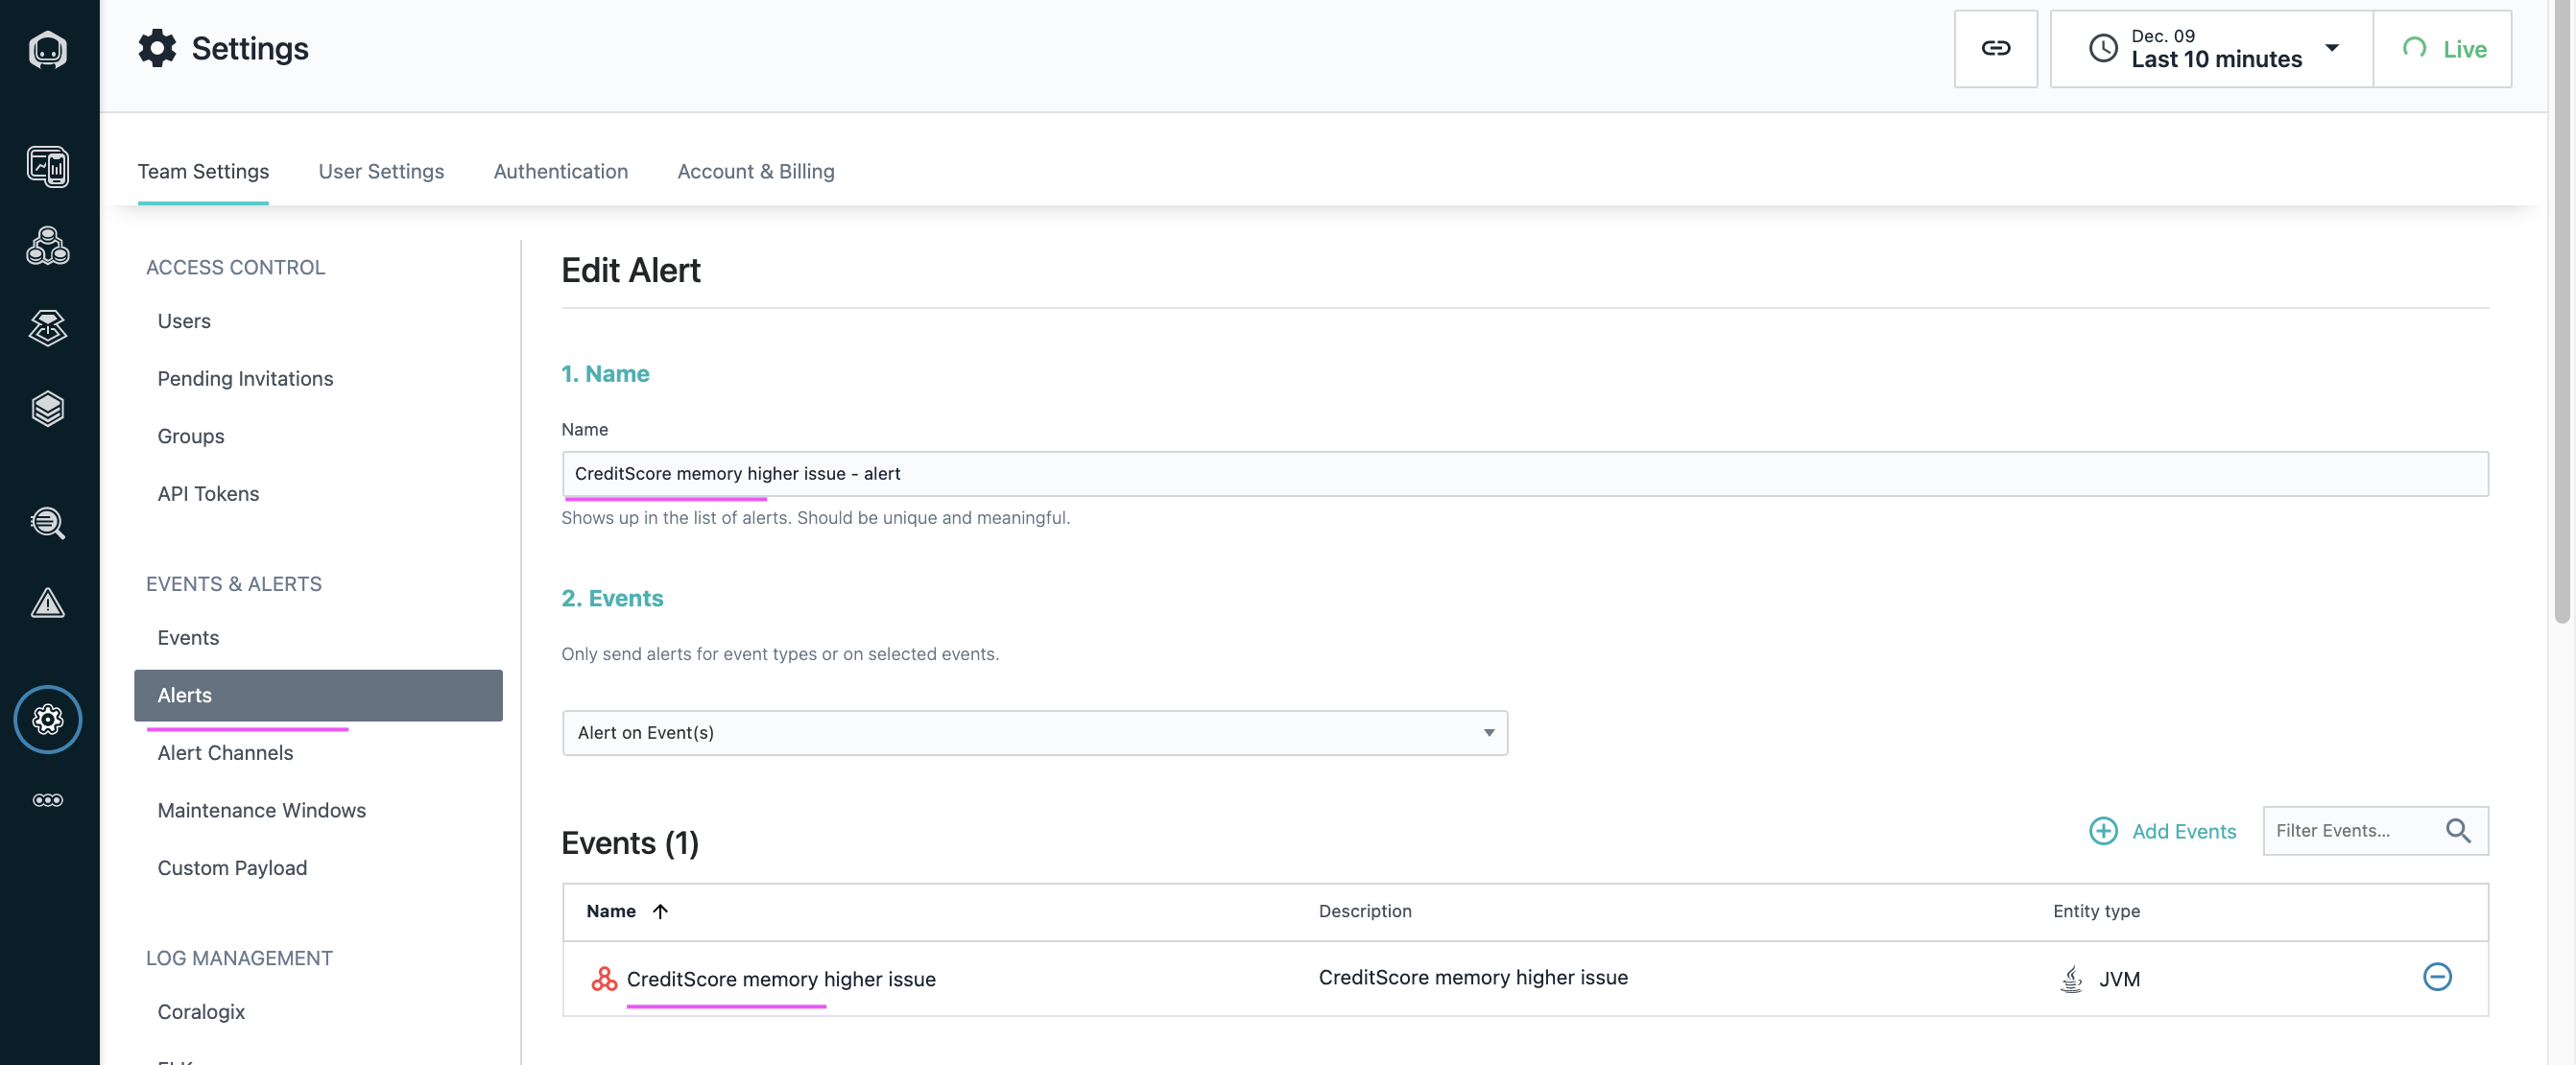 Settings
Dec. 09
Last 10 minutes
Live
Team Settings
User Settings
Authentication
Account & Billing
ACCESS CONTROL
Users
Pending Invitations
Groups
API Tokens
EVENTS & ALERTS
Events
Alerts
Alert Channels
Maintenance Windows
Custom Payload
LOG MANAGEMENT
Coralogix
Edit Alert
1. Name
Name
CreditScore memory higher issue - alert
Shows up in the list of alerts. Should be unique and meaningful.
2. Events
Only send alerts for event types or on selected events.
Alert on Event(s)
Events (1)
Add Events
Filter Events...
Name
Description
Entity type
CreditScore memory higher issue
CreditScore memory higher issue
JVM